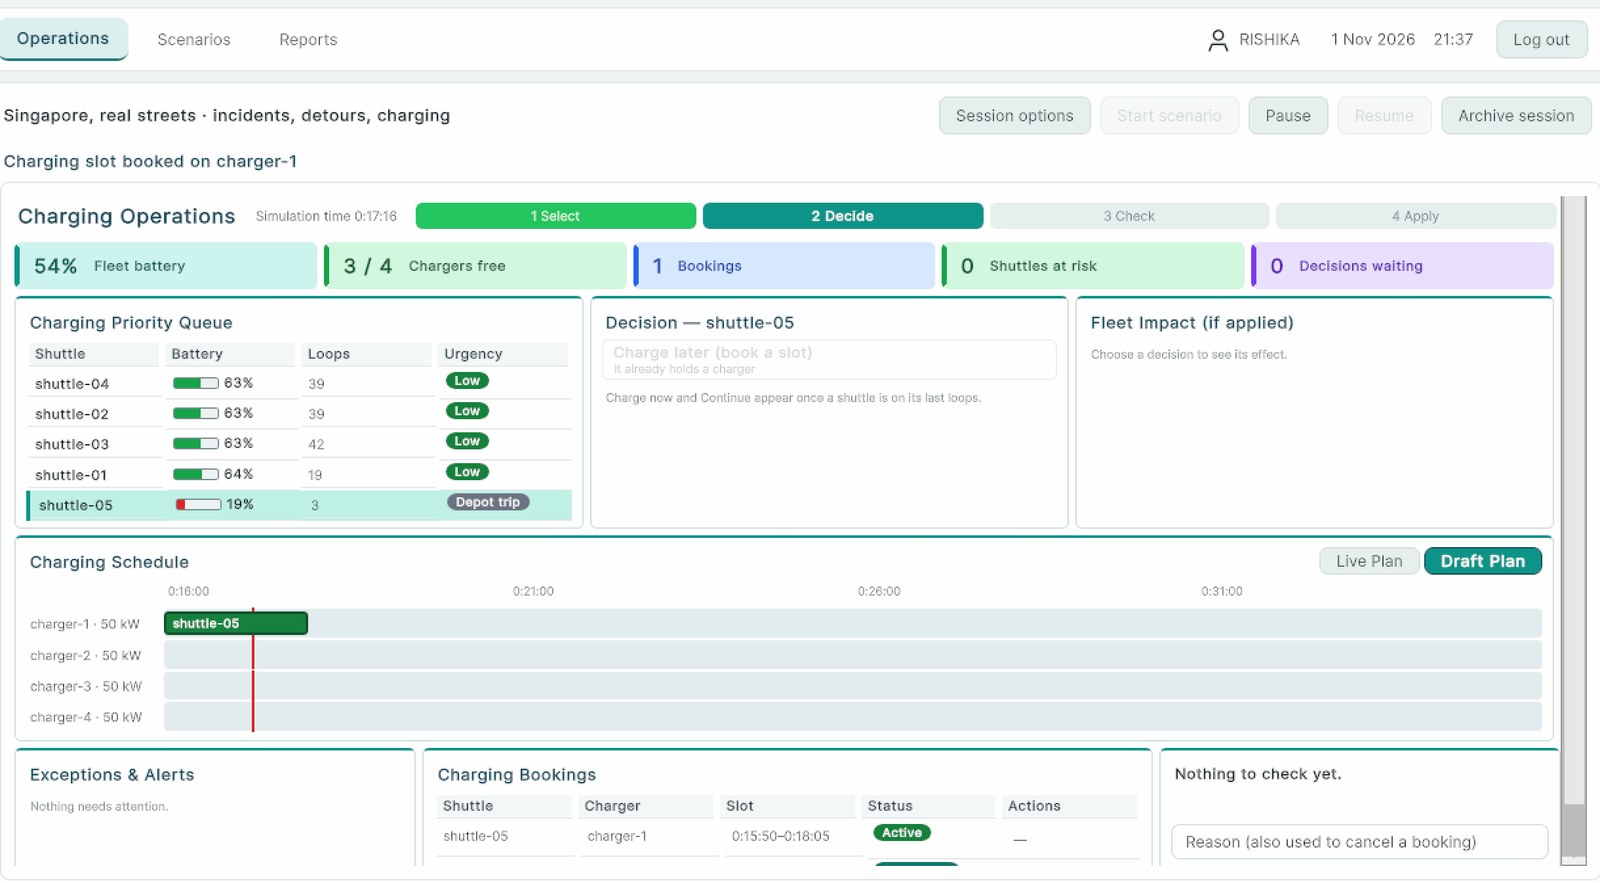 Operations
Scenarios
Reports
RISHIKA
1 Nov 2026
21:37
Log out
Singapore, real streets · incidents, detours, charging
Session options
Start scenario
Pause
Resume
Archive session
Charging slot booked on charger-1
Charging Operations
Simulation time 0:17:16
1 Select
2 Decide
3 Check
4 Apply
54% Fleet battery
3 / 4 Chargers free
1 Bookings
0 Shuttles at risk
0 Decisions waiting
Charging Priority Queue
Shuttle Battery Loops Urgency
shuttle-04 63% 39 Low
shuttle-02 63% 39 Low
shuttle-03 63% 42 Low
shuttle-01 64% 19 Low
shuttle-05 19% 3 Depot trip
Decision — shuttle-05
Charge later (book a slot)
It already holds a charger
Charge now and Continue appear once a shuttle is on its last loops.
Fleet Impact (if applied)
Choose a decision to see its effect.
Charging Schedule
Live Plan
Draft Plan
0:16:00 0:21:00 0:26:00 0:31:00
charger-1 · 50 kW shuttle-05
charger-2 · 50 kW
charger-3 · 50 kW
charger-4 · 50 kW
Exceptions & Alerts
Nothing needs attention.
Charging Bookings
Shuttle Charger Slot Status Actions
shuttle-05 charger-1 0:15:50–0:18:05 Active —
Nothing to check yet.
Reason (also used to cancel a booking)